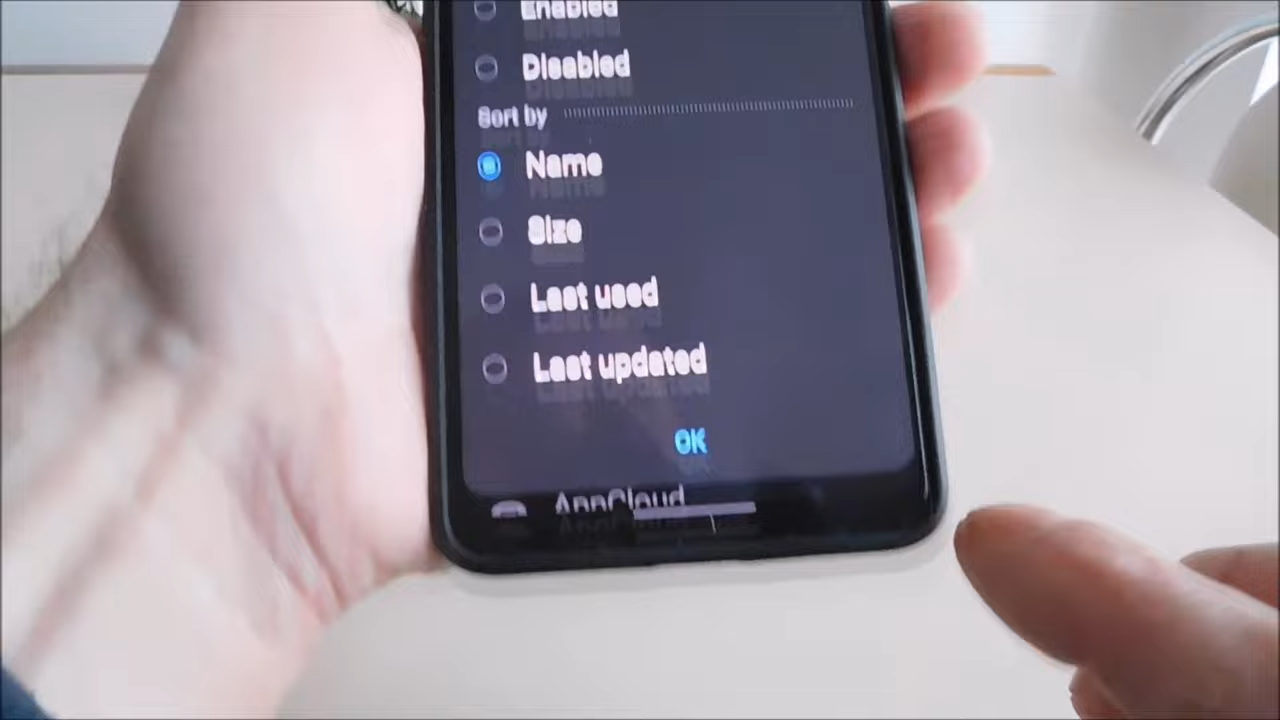 Enabled
Disabled
Sort by
Name
Size
Last used
Last updated
OK
AppCloud